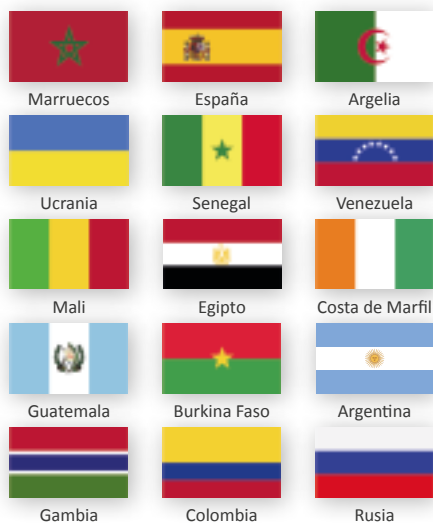 Marruecos España Argelia
Ucrania Senegal Venezuela
Mali Egipto Costa de Marfil
Guatemala Burkina Faso Argentina
Gambia Colombia Rusia